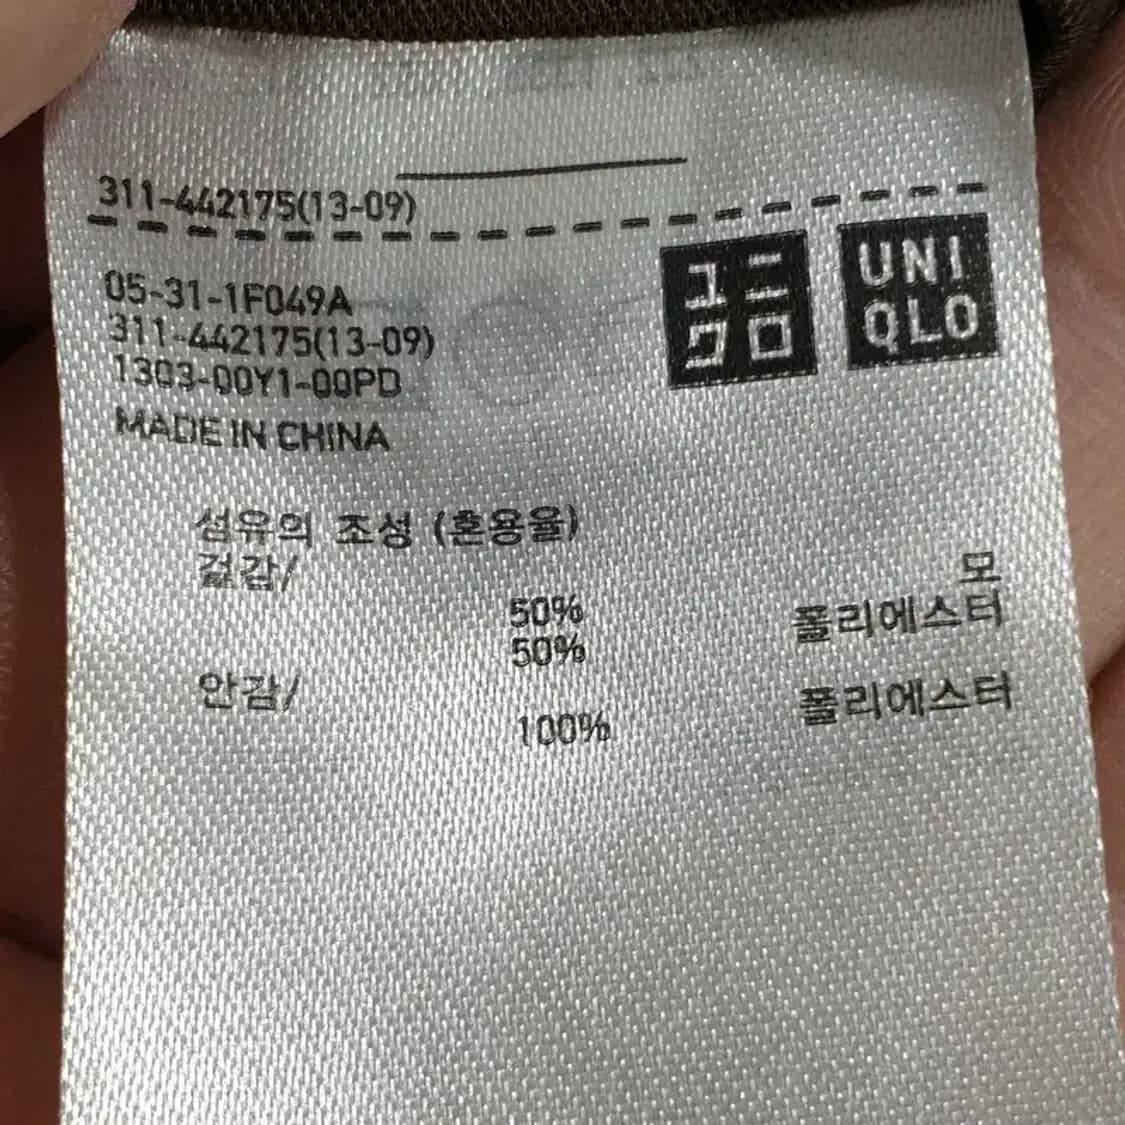 311-442175(13-09)
ユニ
クロ
UNI
QLO
05-31-1F049A
311-442175(13-09)
1303-00Y1-00PD
MADE IN CHINA
섬유의 조성 (혼용율)
겉감/
모
50%
폴리에스터
50%
안감/
폴리에스터
100%